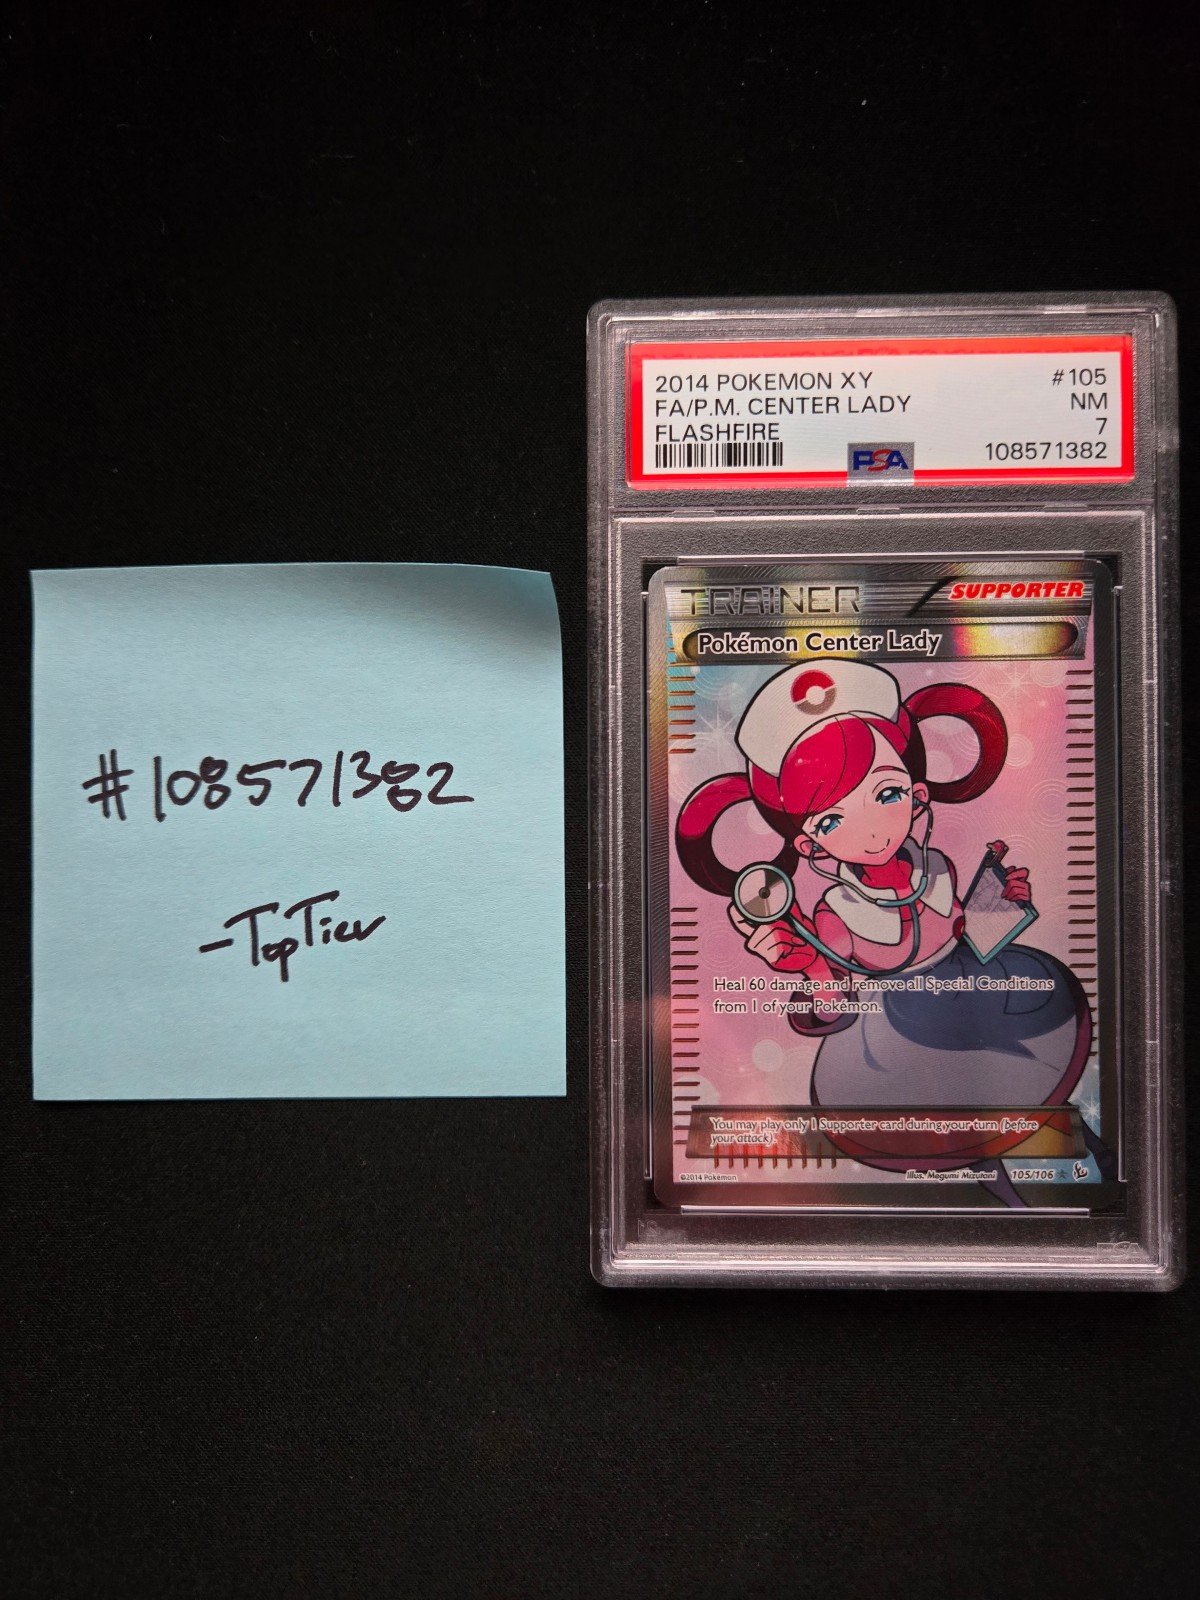 #108571382
-TopTier
2014 POKEMON XY #105
FA/P.M. CENTER LADY NM
FLASHFIRE 7
PSA 108571382
TRAINER SUPPORTER
Pokémon Center Lady
Heal 60 damage and remove all Special Conditions
from 1 of your Pokémon.
You may play only 1 Supporter card during your turn (before
your attack).
©2014 Pokémon Illus. Megumi Mizutani 105/106